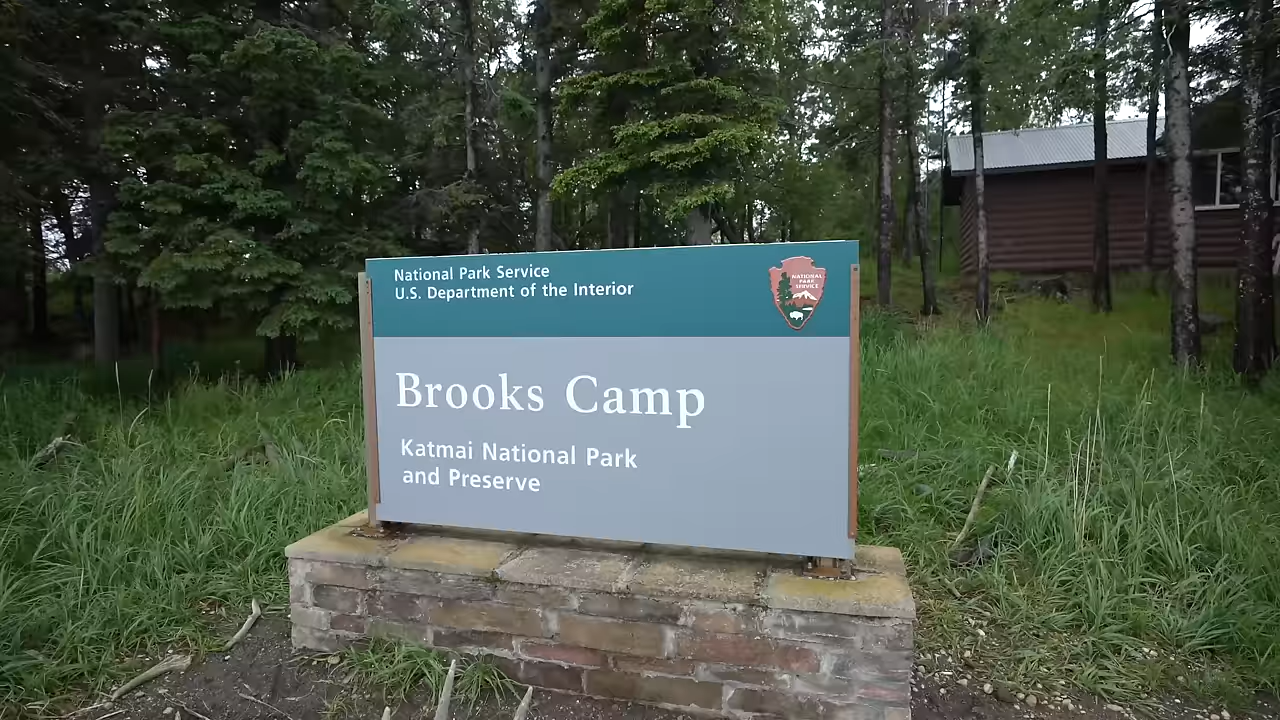 National Park Service
U.S. Department of the Interior
NATIONAL
PARK
SERVICE
Brooks Camp
Katmai National Park
and Preserve